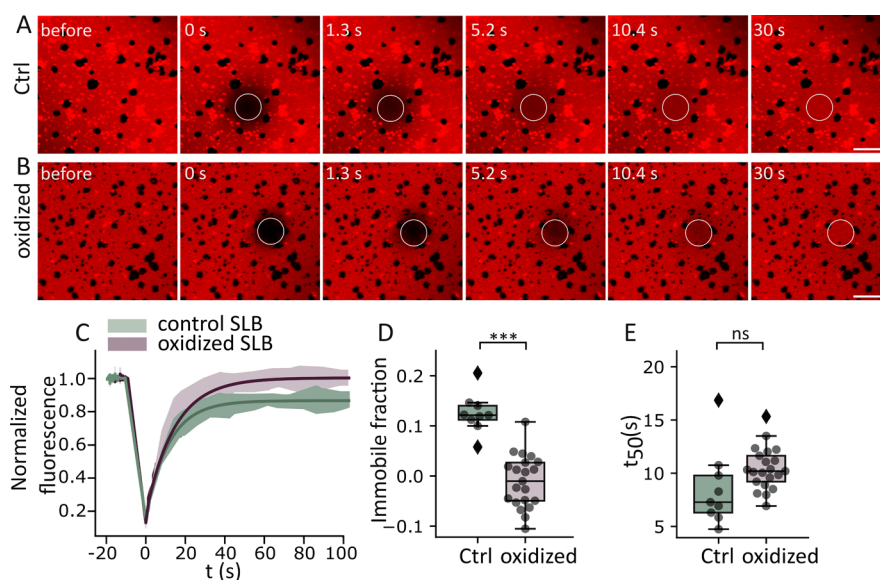 A
before
0 s
1.3 s
5.2 s
10.4 s
30 s
Ctrl
B
before
0 s
1.3 s
5.2 s
10.4 s
30 s
oxidized
C
control SLB
oxidized SLB
Normalized
fluorescence
1.0
0.8
0.6
0.4
0.2
-20
0
20
40
60
80
100
t (s)
D
***
Immobile fraction
0.2
0.1
0.0
−0.1
Ctrl
oxidized
E
ns
t50(s)
20
15
10
5
Ctrl
oxidized